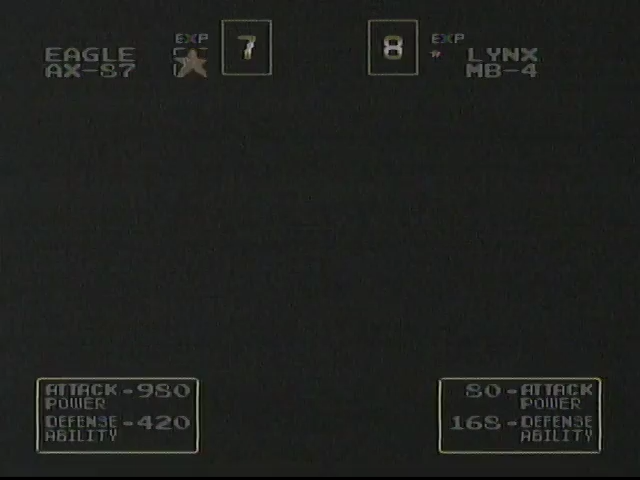 EXP 7 8 EXP
EAGLE LYNX
AX-87 MB-4
ATTACK-980
POWER
DEFENSE-420
ABILITY
80-ATTACK
POWER
168-DEFENSE
ABILITY